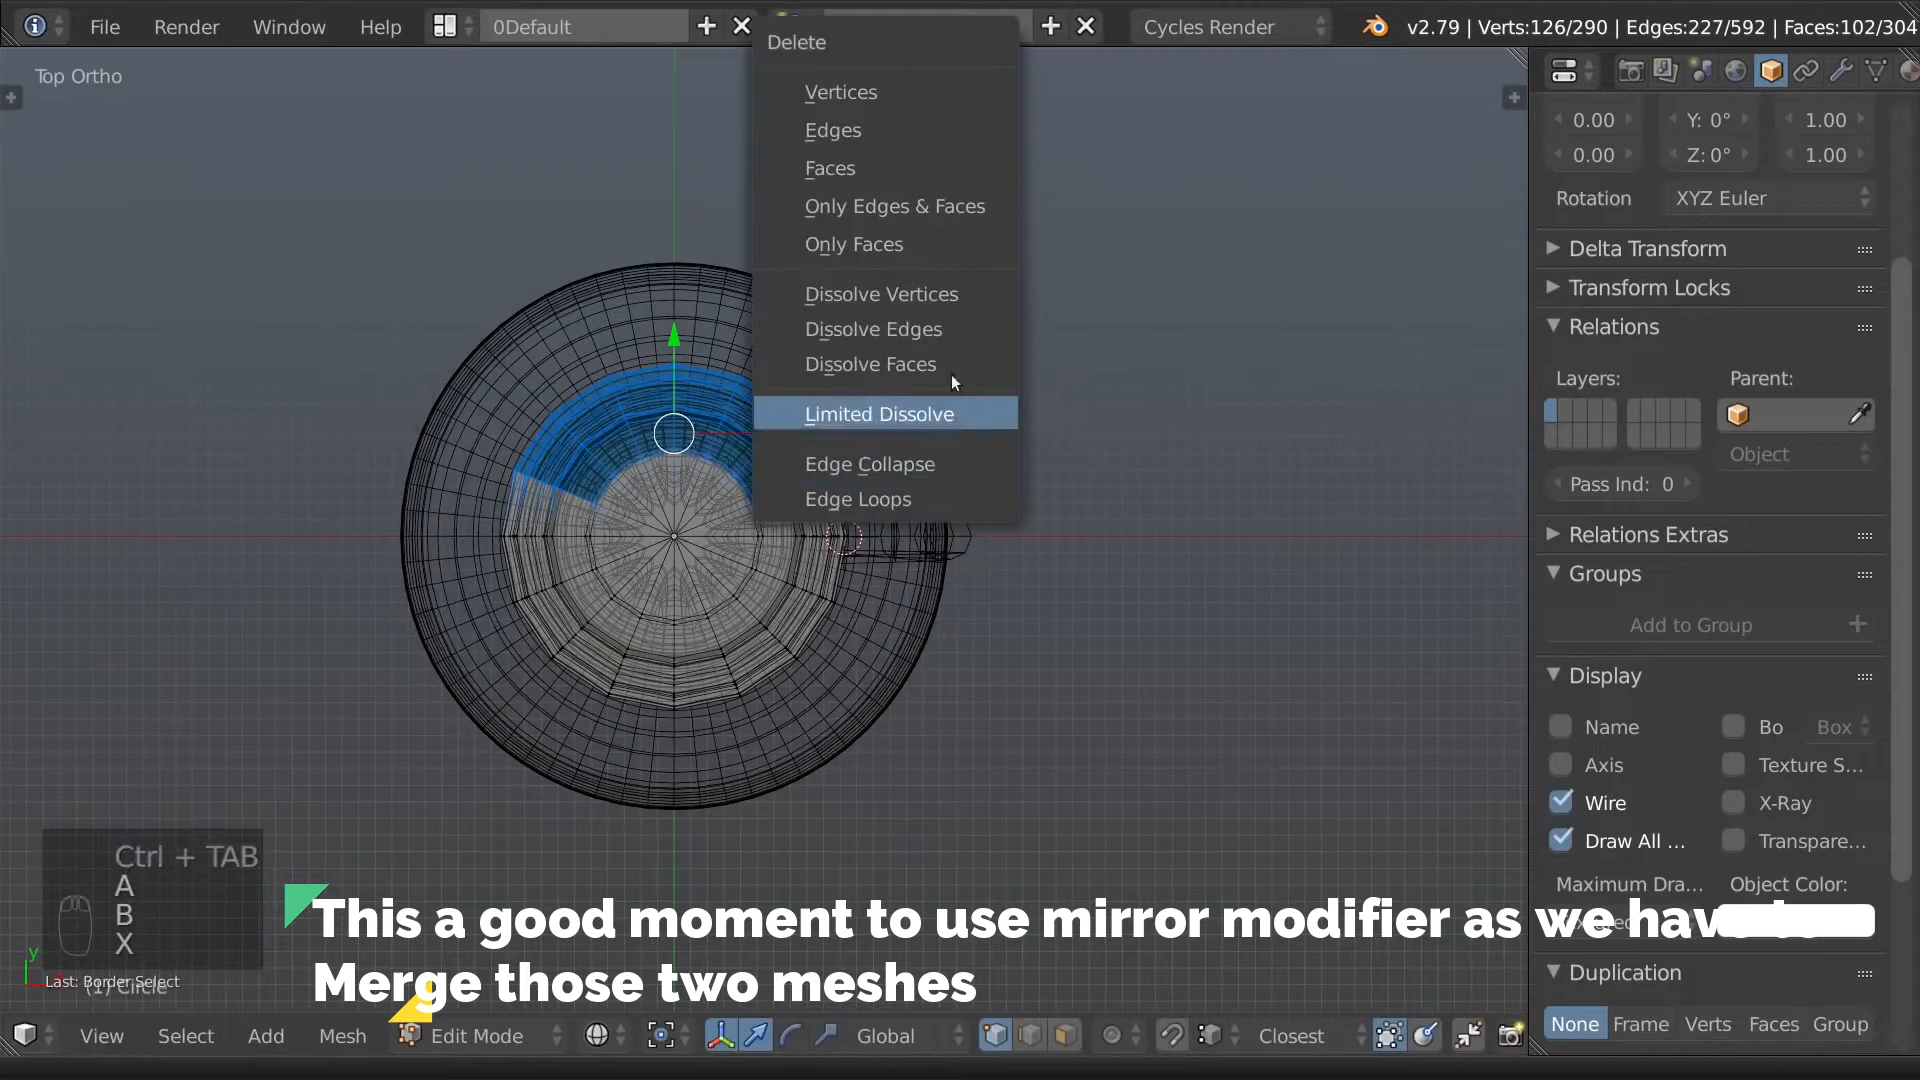 File Render Window Help 0Default Cycles Render v2.79 | Verts:126/290 | Edges:227/592 | Faces:102/304
Top Ortho
Delete
Vertices
Edges
Faces
Only Edges & Faces
Only Faces
Dissolve Vertices
Dissolve Edges
Dissolve Faces
Limited Dissolve
Edge Collapse
Edge Loops
0.00 Y: 0° 1.00
0.00 Z: 0° 1.00
Rotation XYZ Euler
Delta Transform
Transform Locks
Relations
Layers: Parent:
Object
Pass Ind: 0
Relations Extras
Groups
Add to Group
Display
Name Bo Box
Axis Texture S...
Wire X-Ray
Draw All ... Transpare...
Maximum Dra... Object Color:
Duplication
None Frame Verts Faces Group
Ctrl + TAB
A
B
X
y
Last: Border Select
(1) Circle
This a good moment to use mirror modifier as we have to
Merge those two meshes
View Select Add Mesh Edit Mode Global Closest